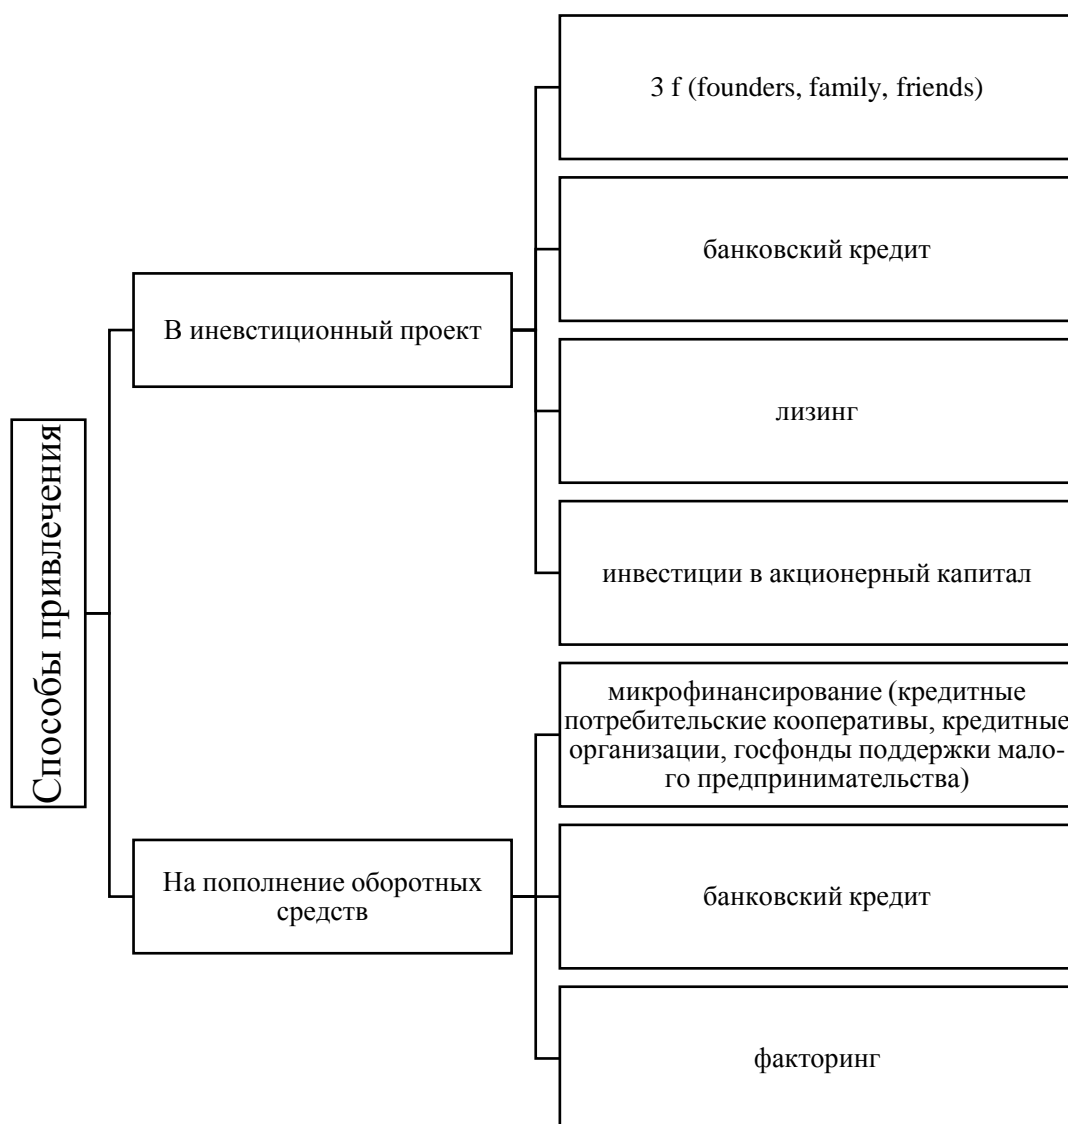 Способы привлечения
В иневстиционный проект
3 f (founders, family, friends)
банковский кредит
лизинг
инвестиции в акционерный капитал
На пополнение оборотных
средств
микрофинансирование (кредитные
потребительские кооперативы, кредитные
организации, госфонды поддержки мало-
го предпринимательства)
банковский кредит
факторинг